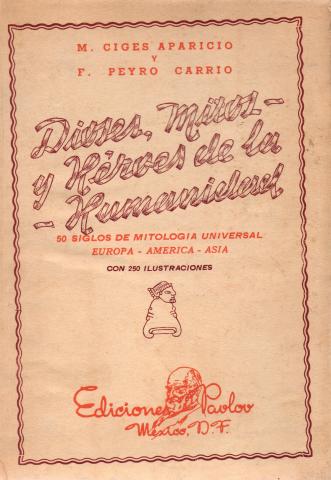 M. CIGES APARICIO
Y
F. PEYRO CARRIO
Dioses, Mitos
y Héroes de la
Humanidad
50 SIGLOS DE MITOLOGIA UNIVERSAL
EUROPA - AMERICA - ASIA
CON 250 ILUSTRACIONES
Ediciones Pavlov
México, D.F.